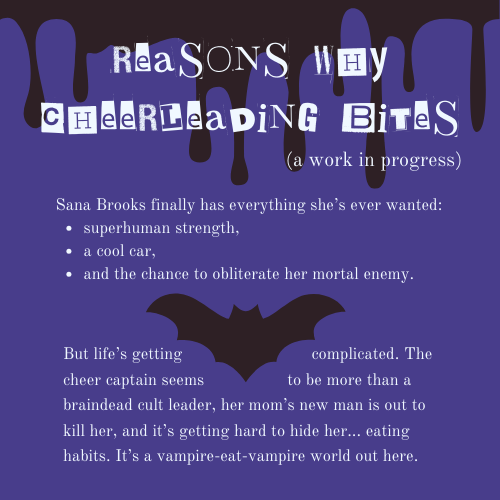 ReaSONS WHy
CHeeRLeaDiNG BiTeS
(a work in progress)
Sana Brooks finally has everything she's ever wanted:
• superhuman strength,
• a cool car,
• and the chance to obliterate her mortal enemy.
But life's getting complicated. The
cheer captain seems to be more than a
braindead cult leader, her mom's new man is out to
kill her, and it's getting hard to hide her... eating
habits. It's a vampire-eat-vampire world out here.